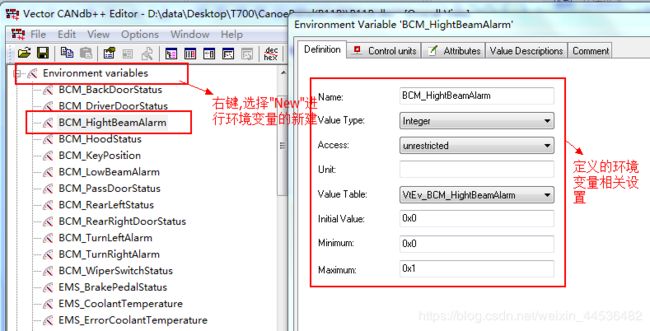 Vector CANdb++ Editor - D:\data\Desktop\T700\Canoe
File Edit View Options Window Help
dec
hex
Environment variables
BCM_BackDoorStatus
BCM_DriverDoorStatus
BCM_HightBeamAlarm
BCM_HoodStatus
BCM_KeyPosition
BCM_LowBeamAlarm
BCM_PassDoorStatus
BCM_RearLeftStatus
BCM_RearRightDoorStatus
BCM_TurnLeftAlarm
BCM_TurnRightAlarm
BCM_WiperSwitchStatus
EMS_BrakePedalStatus
EMS_CoolantTemperature
EMS_ErrorCoolantTemperature
右键,选择"New"进
行环境变量的新建
Environment Variable 'BCM_HightBeamAlarm'
Definition Control units Attributes Value Descriptions Comment
Name: BCM_HightBeamAlarm
Value Type: Integer
Access: unrestricted
Unit:
Value Table: VtEv_BCM_HightBeamAlarm
Initial Value: 0x0
Minimum: 0x0
Maximum: 0x1
定义的环境
变量相关设
置
https://blog.csdn.net/weixin_44536482